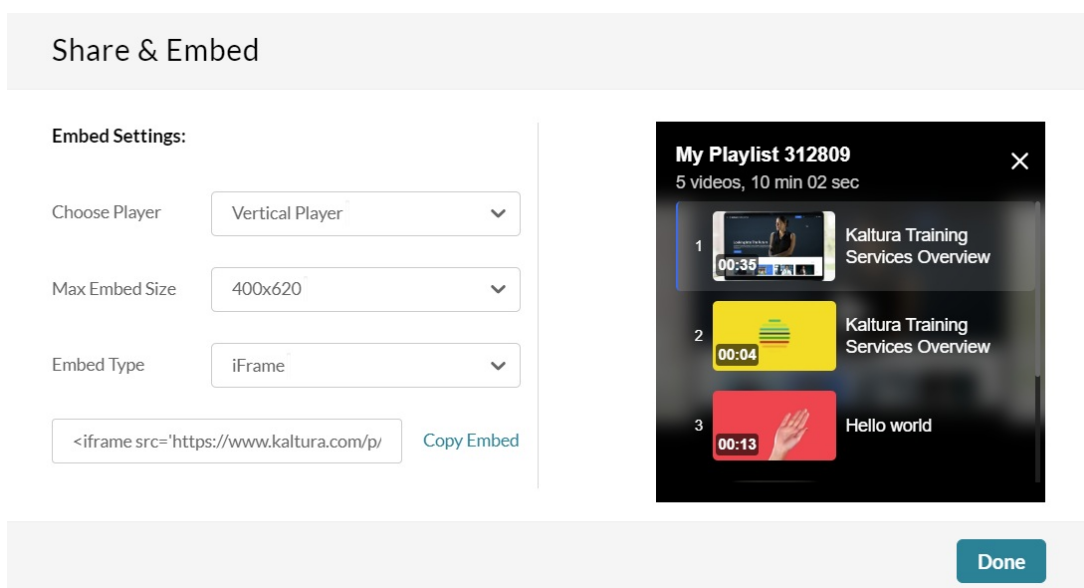 Share & Embed
Embed Settings:
Choose Player
Vertical Player
Max Embed Size
400x620
Embed Type
iFrame
<iframe src='https://www.kaltura.com/p/
Copy Embed
My Playlist 312809
5 videos, 10 min 02 sec
1
00:35
Kaltura Training
Services Overview
2
00:04
Kaltura Training
Services Overview
3
00:13
Hello world
Done